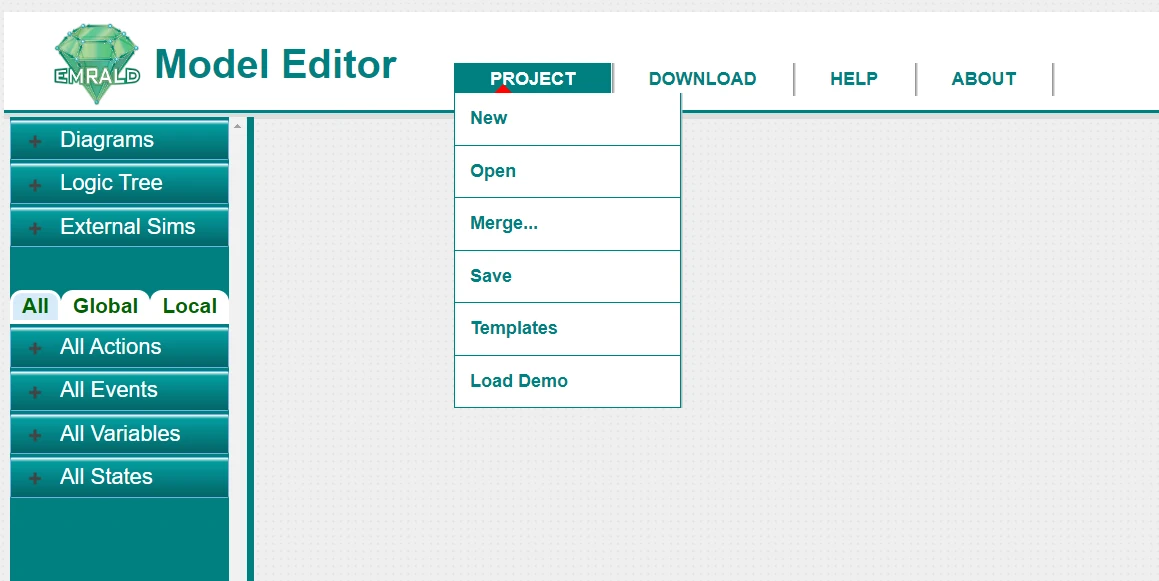 EMRALD
Model Editor
PROJECT
DOWNLOAD
HELP
ABOUT
New
Open
Merge...
Save
Templates
Load Demo
Diagrams
Logic Tree
External Sims
All
Global
Local
All Actions
All Events
All Variables
All States